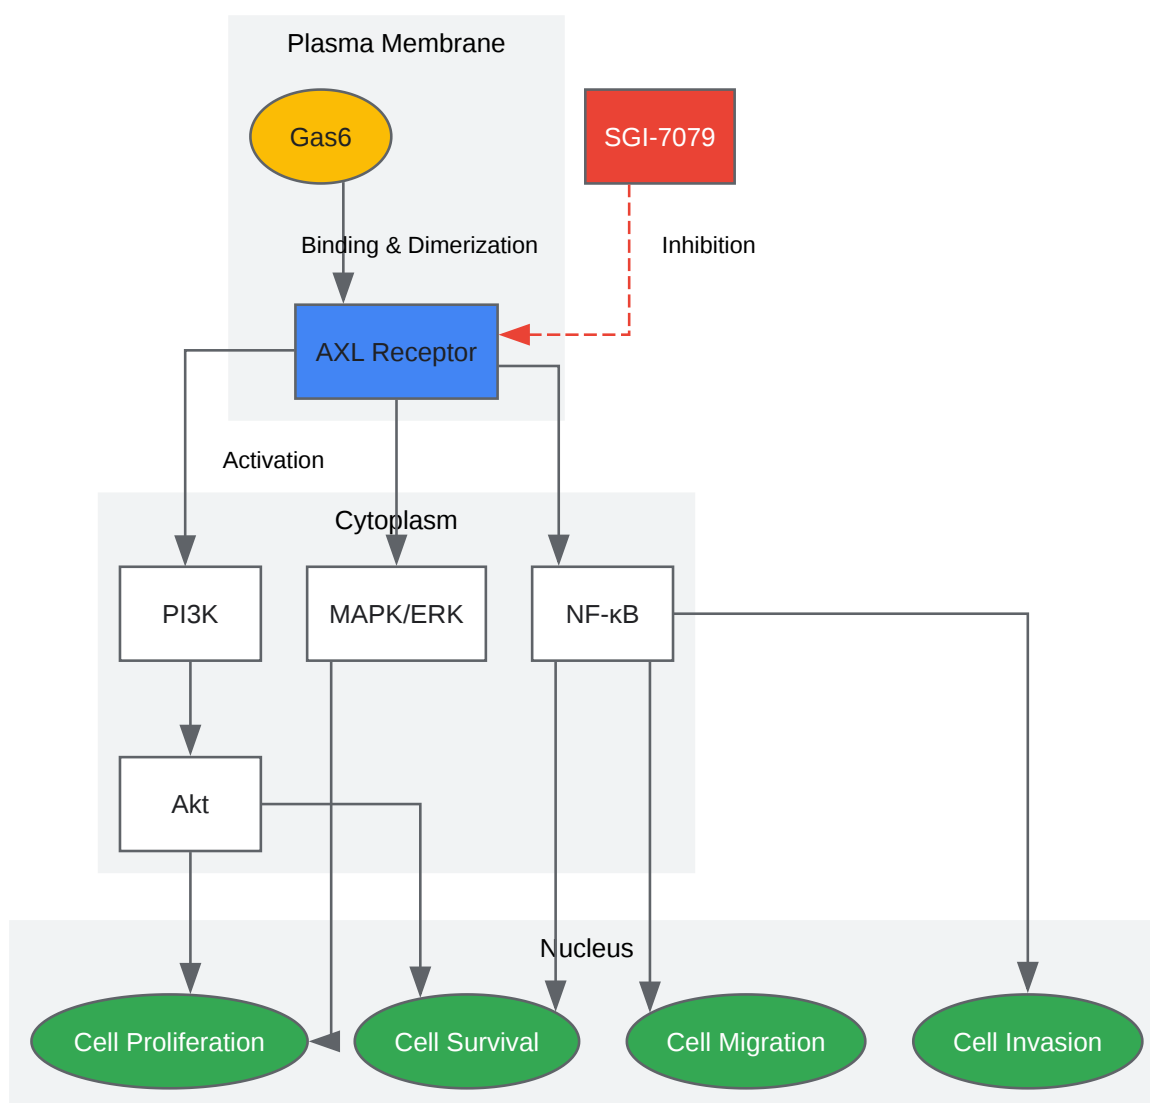 Plasma Membrane
Gas6
SGI-7079
Binding & Dimerization
Inhibition
AXL Receptor
Activation
Cytoplasm
PI3K
MAPK/ERK
NF-κB
Akt
Nucleus
Cell Proliferation
Cell Survival
Cell Migration
Cell Invasion